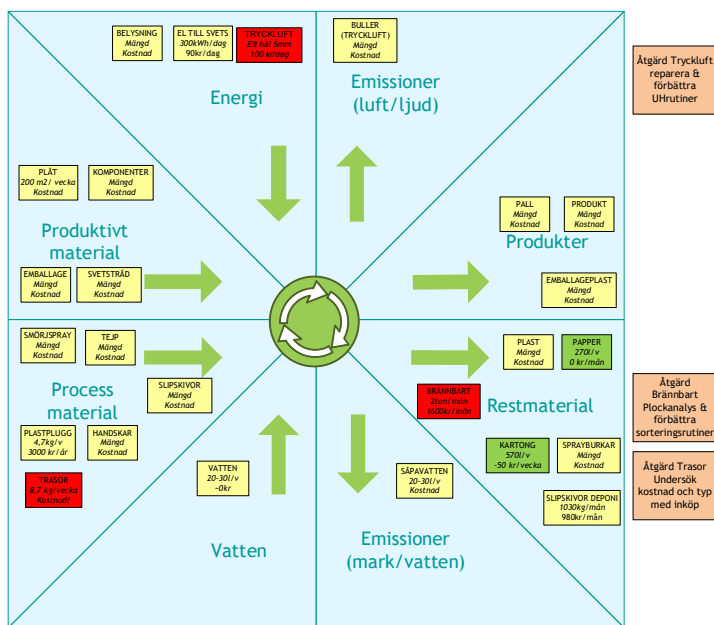 BELYSNING
Mängd
Kostnad
EL TILL SVETS
300kWh/dag
90kr/dag
TRYCKLUFT
Ett hål 5mm
100 kr/dag
Energi
BULLER
(TRYCKLUFT)
Mängd
Kostnad
Emissioner
(luft/ljud)
Åtgärd Tryckluft
reparera &
förbättra
UHrutiner
PLÅT
200 m2/ vecka
Kostnad
KOMPONENTER
Mängd
Kostnad
Produktivt
material
EMBALLAGE
Mängd
Kostnad
SVETSTRÅD
Mängd
Kostnad
PALL
Mängd
Kostnad
PRODUKT
Mängd
Kostnad
Produkter
EMBALLAGEPLAST
Mängd
Kostnad
SMÖRJSPRAY
Mängd
Kostnad
TEJP
Mängd
Kostnad
SLIPSKIVOR
Mängd
Kostnad
Process
material
PLASTPLUGG
4,7kg/v
3000 kr/år
HANDSKAR
Mängd
Kostnad
TRASOR
8,7 kg/vecka
Kostnad?
PLAST
Mängd
Kostnad
PAPPER
270l/v
0 kr/mån
BRÄNNBART
2ton/mån
1600kr/mån
Restmaterial
KARTONG
570l/v
-50 kr/vecka
SPRAYBURKAR
Mängd
Kostnad
SLIPSKIVOR DEPONI
1030kg/mån
980kr/mån
Åtgärd
Brännbart
Plockanalys &
förbättra
sorteringsrutiner
Åtgärd Trasor
Undersök
kostnad och typ
med inköp
VATTEN
20-30l/v
~0kr
Vatten
SÅPAVATTEN
20-30l/v
Kostnad
Emissioner
(mark/vatten)